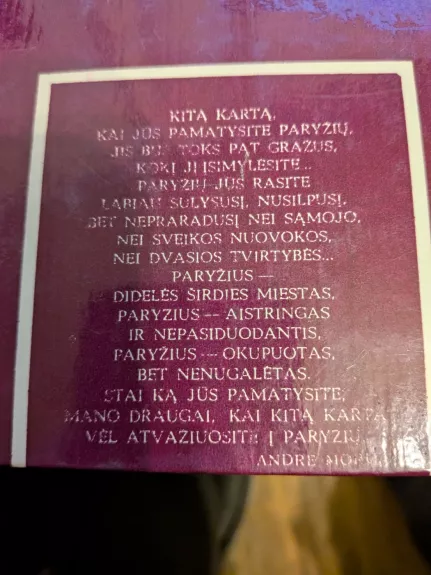 KITĄ KARTĄ,
KAI JŪS PAMATYSITE PARYŽIŲ,
JIS BUS TOKS PAT GRAŽUS,
KOKĮ JĮ ĮSIMYLĖSITE...
PARYŽIUJ JŪS RASITE
LABIAU SULYSUSĮ, NUSILPUSĮ,
BET NEPRARADUSĮ NEI SĄMOJO,
NEI SVEIKOS NUOVOKOS,
NEI DVASIOS TVIRTYBĖS...
PARYŽIUS —
DIDELĖS ŠIRDIES MIESTAS,
PARYŽIUS — AISTRINGAS
IR NEPASIDUODANTIS,
PARYŽIUS — OKUPUOTAS,
BET NENUGALĖTAS.
ŠTAI KĄ JŪS PAMATYSITE,
MANO DRAUGAI, KAI KITĄ KARTĄ
VĖL ATVAŽIUOSITE Į PARYŽIŲ.
ANDRE